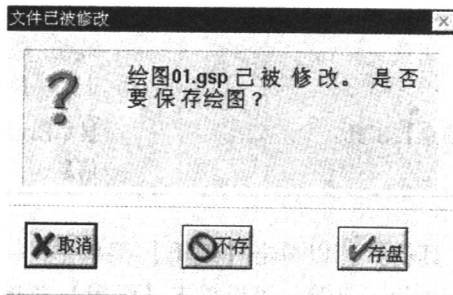 文件已被修改
绘图01.gsp 已被修改。是否
要保存绘图？
取消
不存
存盘